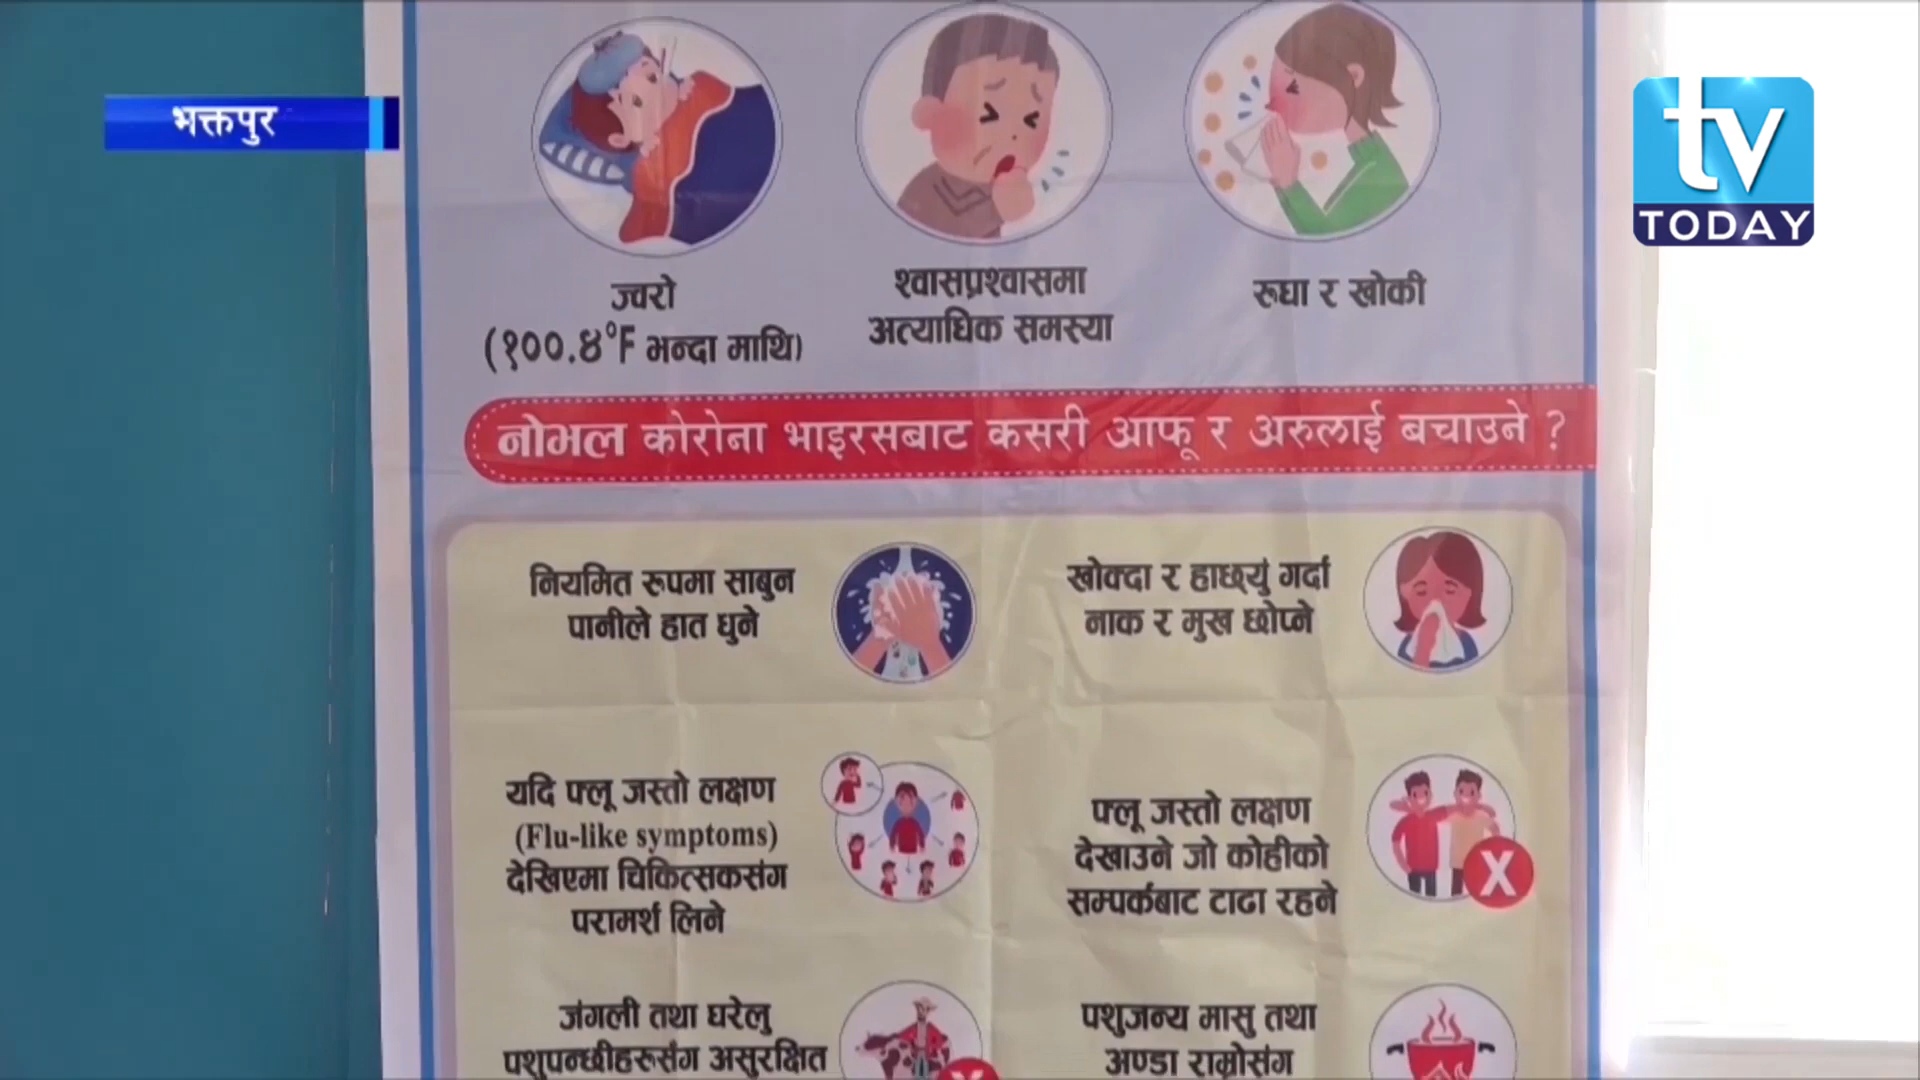 भक्तपुर
tv
TODAY
ज्वरो
(१००.४°F भन्दा माथि)
श्वासप्रश्वासमा
अत्याधिक समस्या
रुघा र खोकी
नोभल कोरोना भाइरसबाट कसरी आफू र अरुलाई बचाउने ?
नियमित रुपमा साबुन
पानीले हात धुने
खोक्दा र हाछ्युं गर्दा
नाक र मुख छोप्ने
यदि फ्लू जस्तो लक्षण
(Flu-like symptoms)
देखिएमा चिकित्सकसंग
परामर्श लिने
फ्लू जस्तो लक्षण
देखाउने जो कोहीको
सम्पर्कबाट टाढा रहने
X
जंगली तथा घरेलु
पशुपन्छीहरुसंग असुरक्षित
पशुजन्य मासु तथा
अण्डा राम्रोसंग